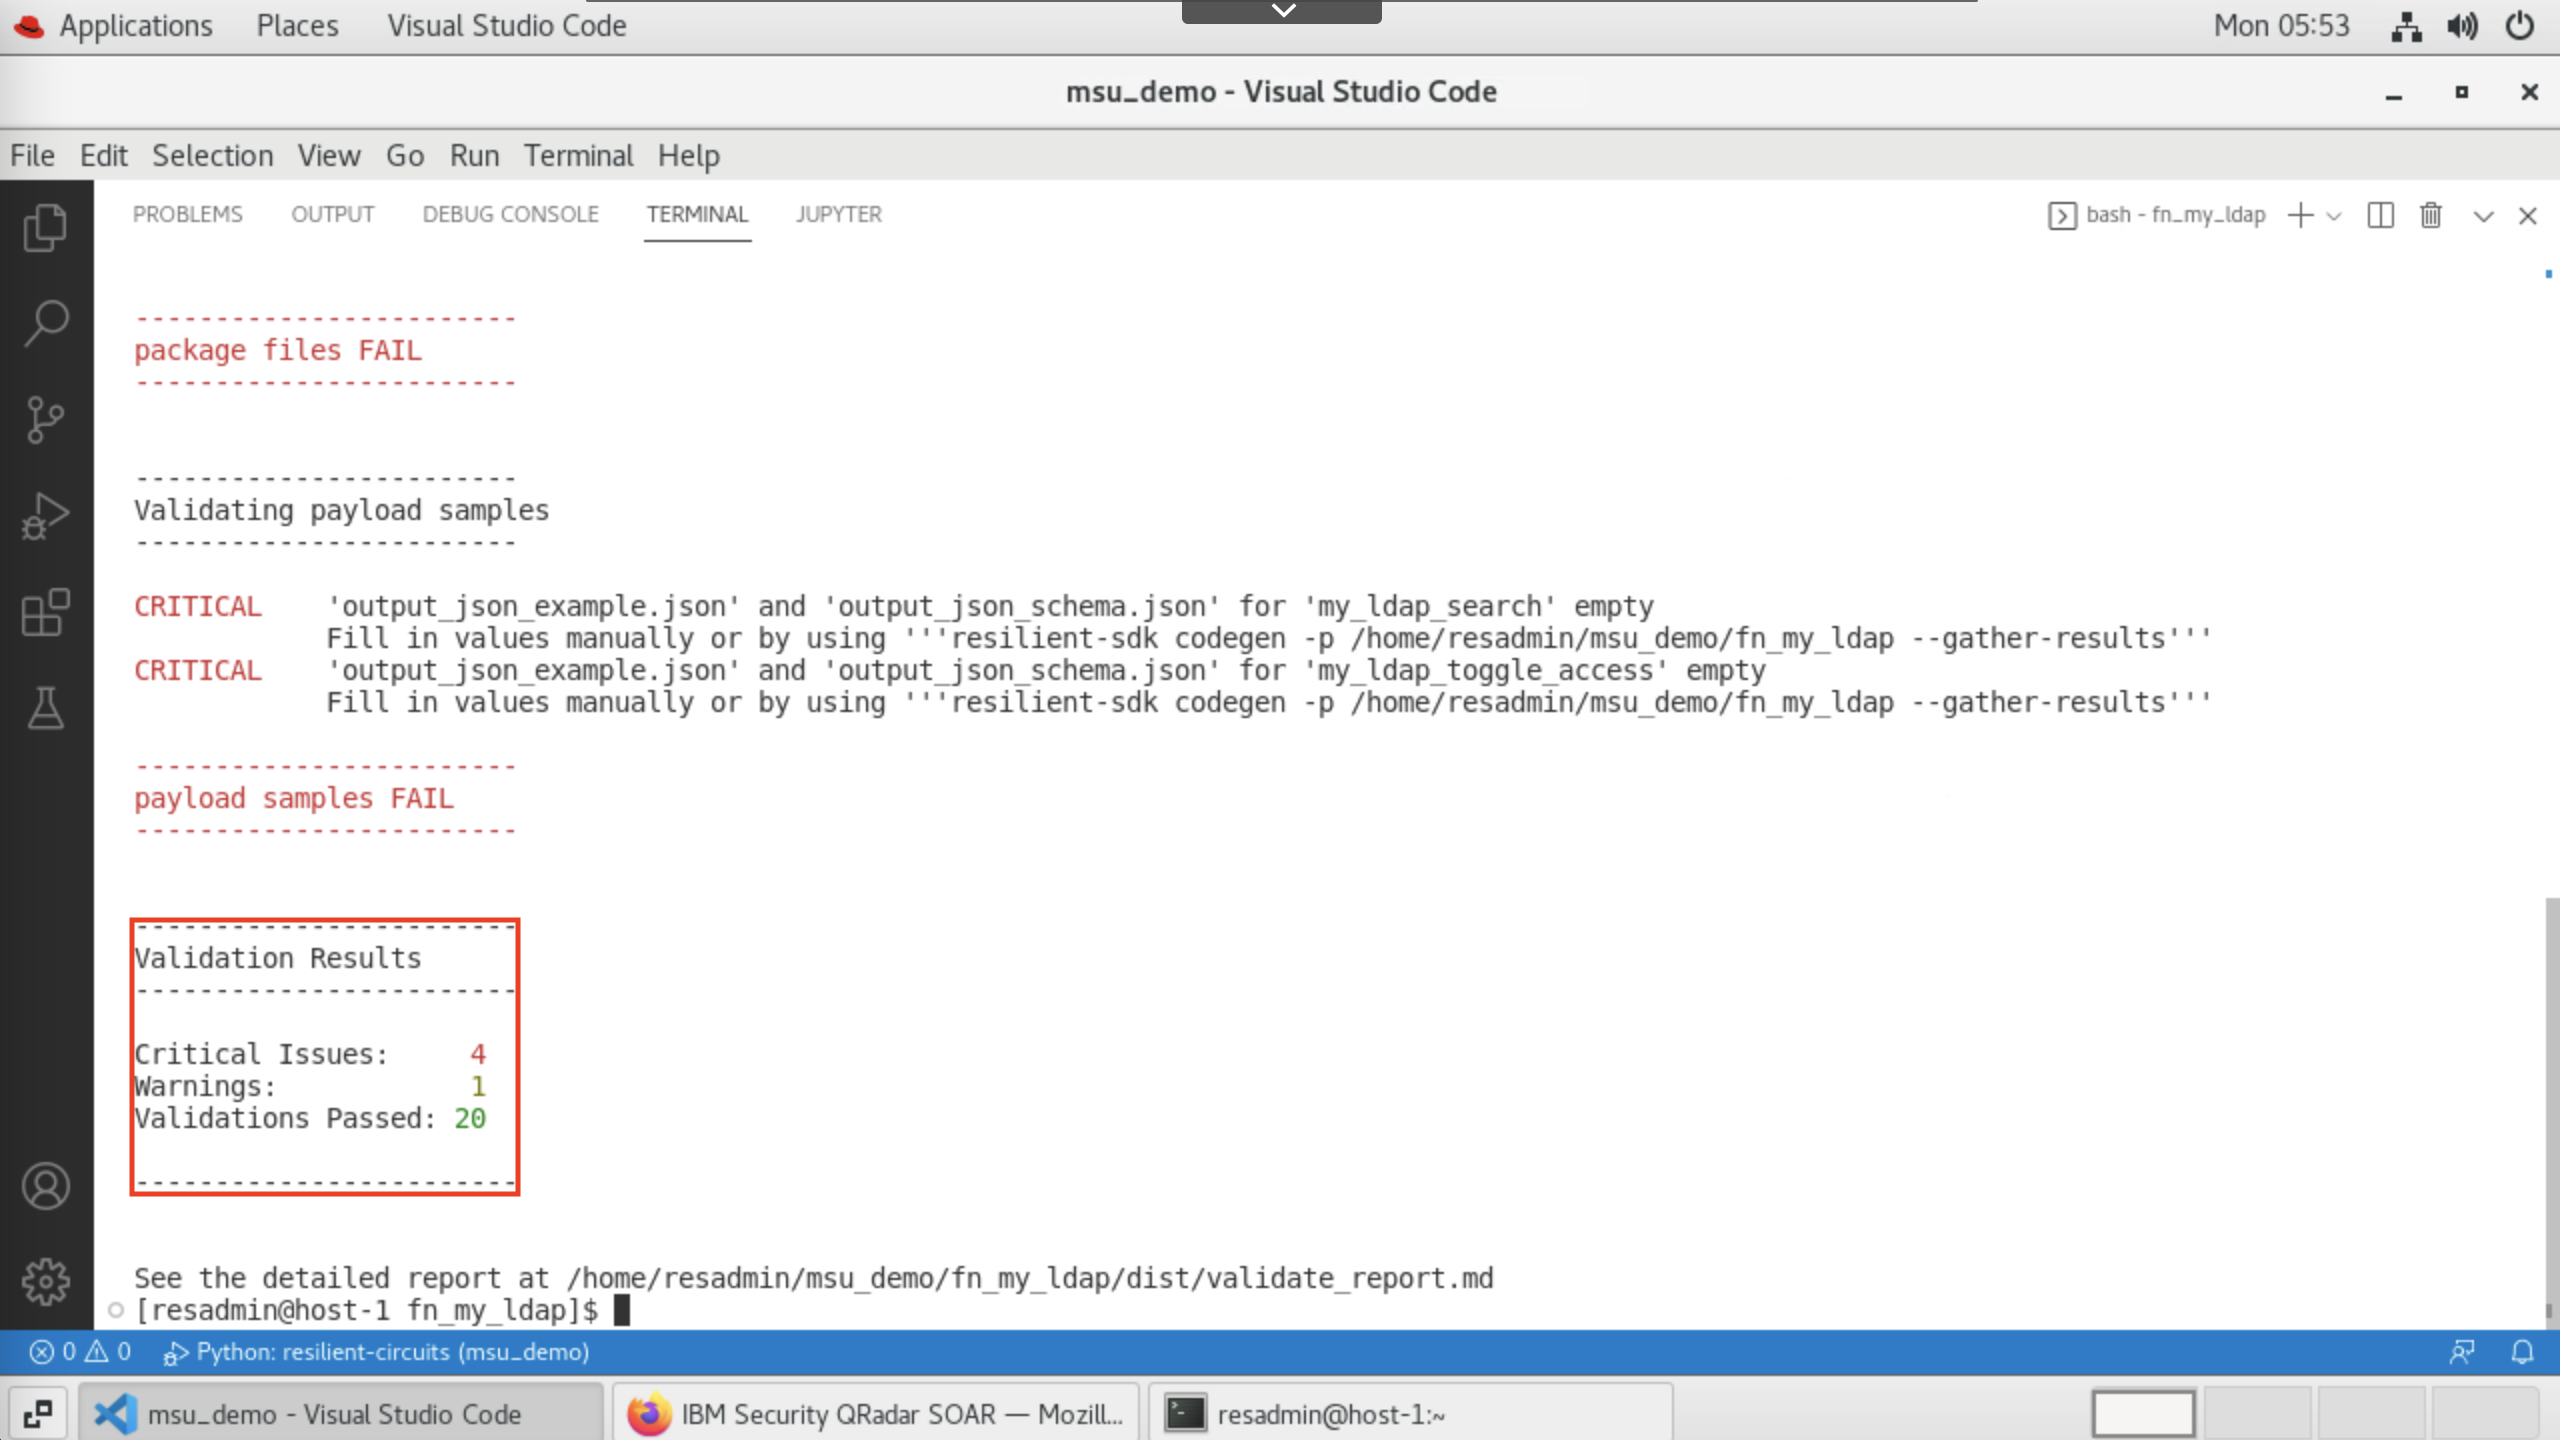 Applications Places Visual Studio Code Mon 05:53
msu_demo - Visual Studio Code
File Edit Selection View Go Run Terminal Help
PROBLEMS OUTPUT DEBUG CONSOLE TERMINAL JUPYTER bash - fn_my_ldap
------------------------
package files FAIL
------------------------
------------------------
Validating payload samples
------------------------
CRITICAL 'output_json_example.json' and 'output_json_schema.json' for 'my_ldap_search' empty
Fill in values manually or by using '''resilient-sdk codegen -p /home/resadmin/msu_demo/fn_my_ldap --gather-results'''
CRITICAL 'output_json_example.json' and 'output_json_schema.json' for 'my_ldap_toggle_access' empty
Fill in values manually or by using '''resilient-sdk codegen -p /home/resadmin/msu_demo/fn_my_ldap --gather-results'''
------------------------
payload samples FAIL
------------------------
------------------------
Validation Results
------------------------
Critical Issues: 4
Warnings: 1
Validations Passed: 20
------------------------
See the detailed report at /home/resadmin/msu_demo/fn_my_ldap/dist/validate_report.md
[resadmin@host-1 fn_my_ldap]$
0 0 Python: resilient-circuits (msu_demo)
msu_demo - Visual Studio Code IBM Security QRadar SOAR — Mozill... resadmin@host-1:~